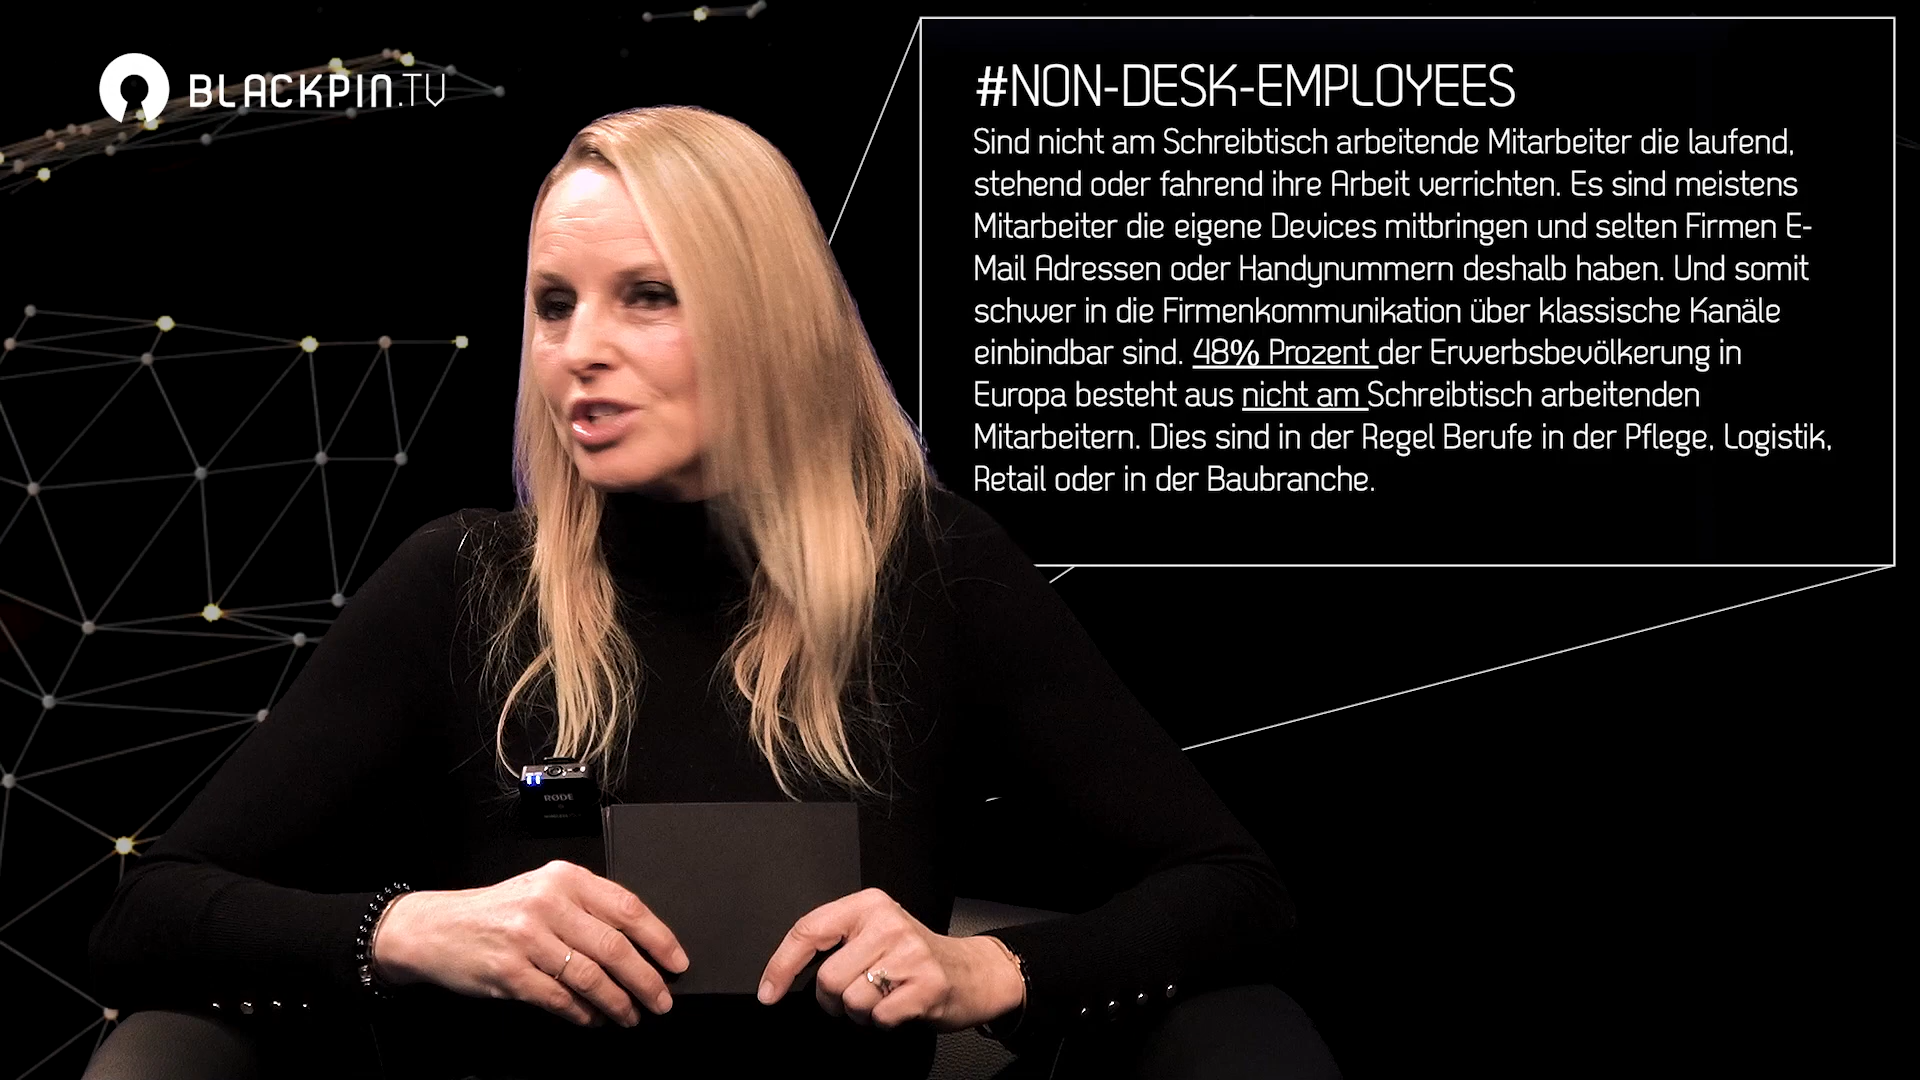 BLACKPIN.TV
#NON-DESK-EMPLOYEES
Sind nicht am Schreibtisch arbeitende Mitarbeiter die laufend,
stehend oder fahrend ihre Arbeit verrichten. Es sind meistens
Mitarbeiter die eigene Devices mitbringen und selten Firmen E-
Mail Adressen oder Handynummern deshalb haben. Und somit
schwer in die Firmenkommunikation über klassische Kanäle
einbindbar sind. 48% Prozent der Erwerbsbevölkerung in
Europa besteht aus nicht am Schreibtisch arbeitenden
Mitarbeitern. Dies sind in der Regel Berufe in der Pflege, Logistik,
Retail oder in der Baubranche.
RØDE